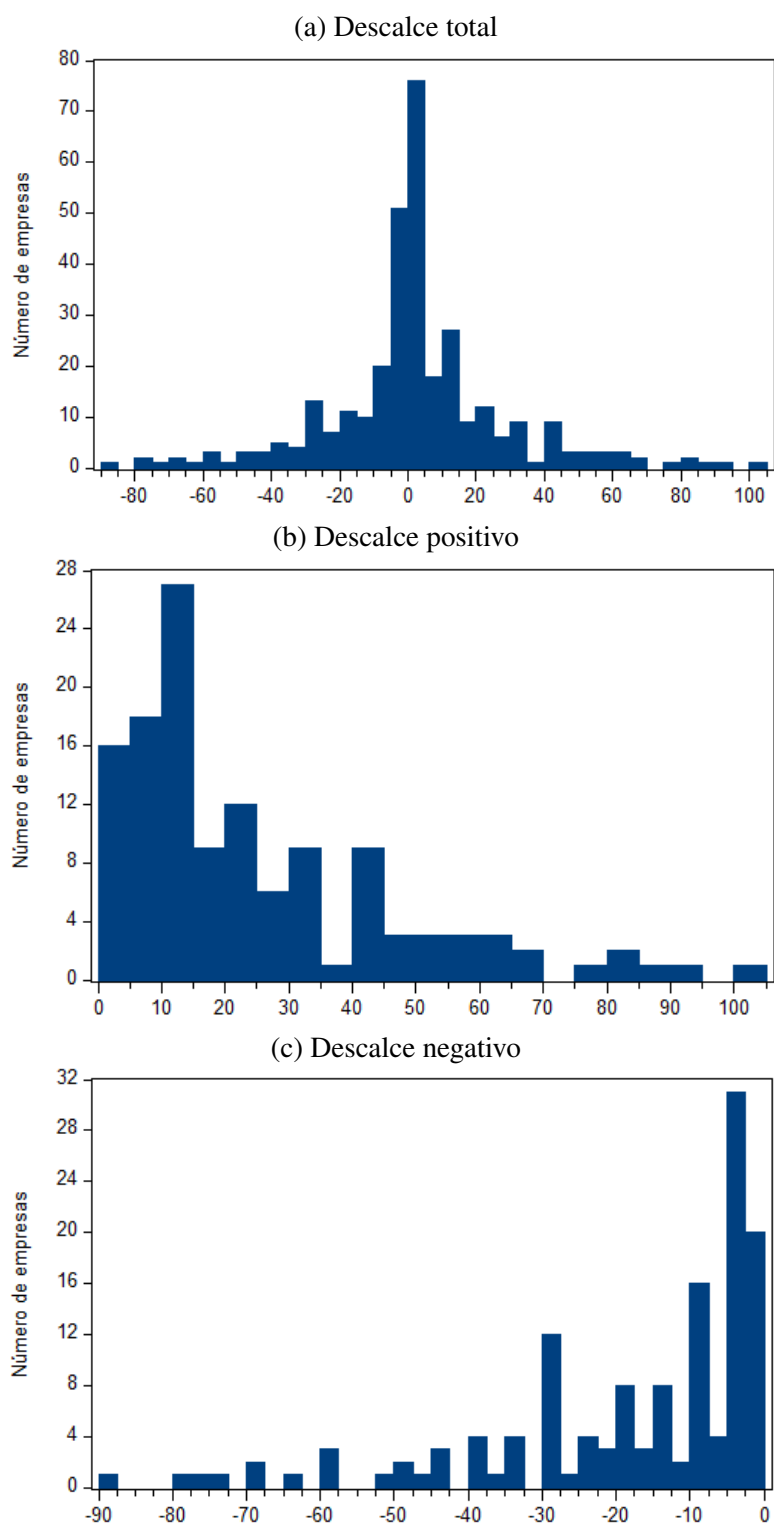 (a) Descalce total
80
70
60
50
40
30
20
10
0
Número de empresas
-80 -60 -40 -20 0 20 40 60 80 100
(b) Descalce positivo
28
24
20
16
12
8
4
0
Número de empresas
0 10 20 30 40 50 60 70 80 90 100
(c) Descalce negativo
32
28
24
20
16
12
8
4
0
Número de empresas
-90 -80 -70 -60 -50 -40 -30 -20 -10 0